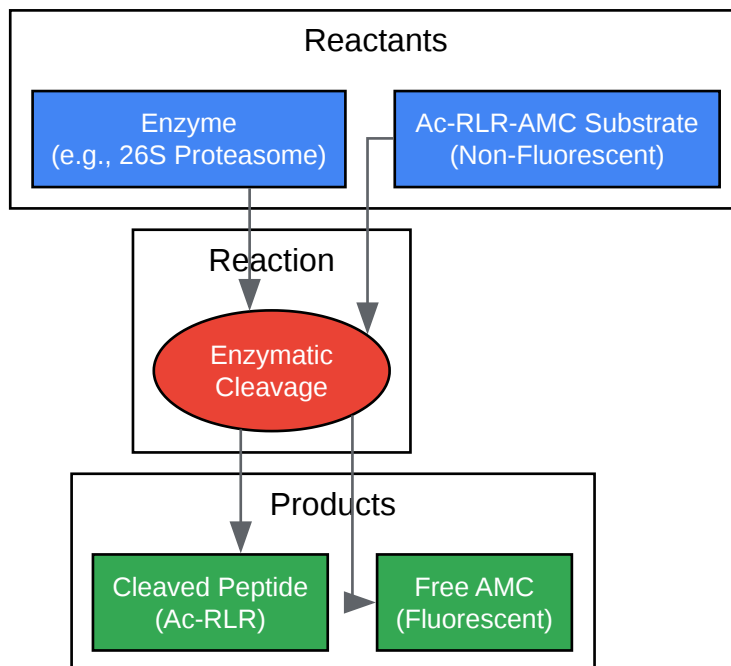 Reactants
Enzyme
(e.g., 26S Proteasome)
Ac-RLR-AMC Substrate
(Non-Fluorescent)
Reaction
Enzymatic
Cleavage
Products
Cleaved Peptide
(Ac-RLR)
Free AMC
(Fluorescent)